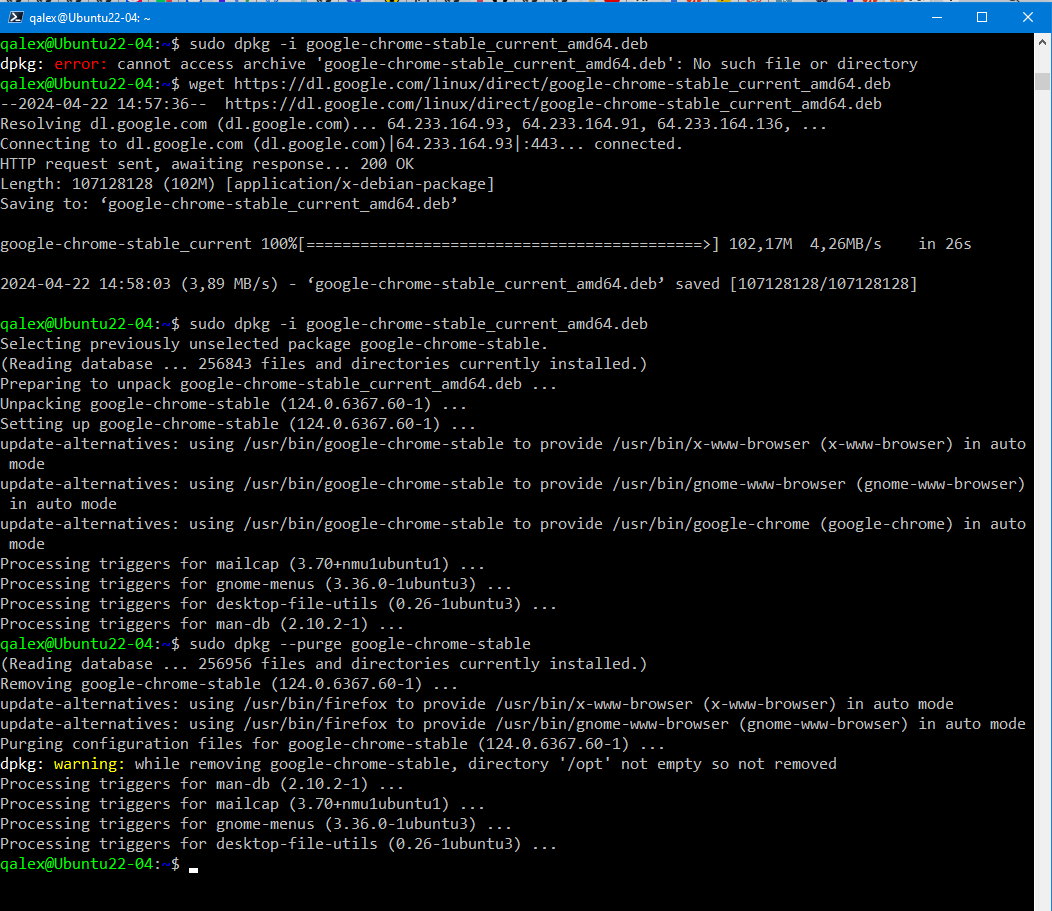 qalex@Ubuntu22-04: ~
qalex@Ubuntu22-04:~$ sudo dpkg -i google-chrome-stable_current_amd64.deb
dpkg: error: cannot access archive 'google-chrome-stable_current_amd64.deb': No such file or directory
qalex@Ubuntu22-04:~$ wget https://dl.google.com/linux/direct/google-chrome-stable_current_amd64.deb
--2024-04-22 14:57:36--  https://dl.google.com/linux/direct/google-chrome-stable_current_amd64.deb
Resolving dl.google.com (dl.google.com)... 64.233.164.93, 64.233.164.91, 64.233.164.136, ...
Connecting to dl.google.com (dl.google.com)|64.233.164.93|:443... connected.
HTTP request sent, awaiting response... 200 OK
Length: 107128128 (102M) [application/x-debian-package]
Saving to: ‘google-chrome-stable_current_amd64.deb’
google-chrome-stable_current 100%[============================================>] 102,17M  4,26MB/s    in 26s
2024-04-22 14:58:03 (3,89 MB/s) - ‘google-chrome-stable_current_amd64.deb’ saved [107128128/107128128]
qalex@Ubuntu22-04:~$ sudo dpkg -i google-chrome-stable_current_amd64.deb
Selecting previously unselected package google-chrome-stable.
(Reading database ... 256843 files and directories currently installed.)
Preparing to unpack google-chrome-stable_current_amd64.deb ...
Unpacking google-chrome-stable (124.0.6367.60-1) ...
Setting up google-chrome-stable (124.0.6367.60-1) ...
update-alternatives: using /usr/bin/google-chrome-stable to provide /usr/bin/x-www-browser (x-www-browser) in auto
 mode
update-alternatives: using /usr/bin/google-chrome-stable to provide /usr/bin/gnome-www-browser (gnome-www-browser)
 in auto mode
update-alternatives: using /usr/bin/google-chrome-stable to provide /usr/bin/google-chrome (google-chrome) in auto
 mode
Processing triggers for mailcap (3.70+nmu1ubuntu1) ...
Processing triggers for gnome-menus (3.36.0-1ubuntu3) ...
Processing triggers for desktop-file-utils (0.26-1ubuntu3) ...
Processing triggers for man-db (2.10.2-1) ...
qalex@Ubuntu22-04:~$ sudo dpkg --purge google-chrome-stable
(Reading database ... 256956 files and directories currently installed.)
Removing google-chrome-stable (124.0.6367.60-1) ...
update-alternatives: using /usr/bin/firefox to provide /usr/bin/x-www-browser (x-www-browser) in auto mode
update-alternatives: using /usr/bin/firefox to provide /usr/bin/gnome-www-browser (gnome-www-browser) in auto mode
Purging configuration files for google-chrome-stable (124.0.6367.60-1) ...
dpkg: warning: while removing google-chrome-stable, directory '/opt' not empty so not removed
Processing triggers for man-db (2.10.2-1) ...
Processing triggers for mailcap (3.70+nmu1ubuntu1) ...
Processing triggers for gnome-menus (3.36.0-1ubuntu3) ...
Processing triggers for desktop-file-utils (0.26-1ubuntu3) ...
qalex@Ubuntu22-04:~$